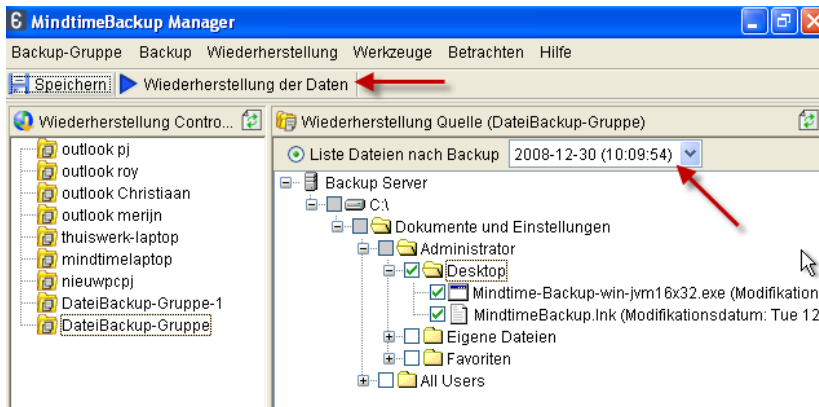 MindtimeBackup Manager
Backup-Gruppe Backup Wiederherstellung Werkzeuge Betrachten Hilfe
Speichern Wiederherstellung der Daten
Wiederherstellung Contro...
outlook pj
outlook roy
outlook Christiaan
outlook merijn
thuiswerk-laptop
mindtimelaptop
nieuwpcpj
DateiBackup-Gruppe-1
DateiBackup-Gruppe
Wiederherstellung Quelle (DateiBackup-Gruppe)
Liste Dateien nach Backup 2008-12-30 (10:09:54)
Backup Server
C:\
Dokumente und Einstellungen
Administrator
Desktop
Mindtime-Backup-win-jvm16x32.exe (Modifikation
MindtimeBackup.lnk (Modifikationsdatum: Tue 12
Eigene Dateien
Favoriten
All Users